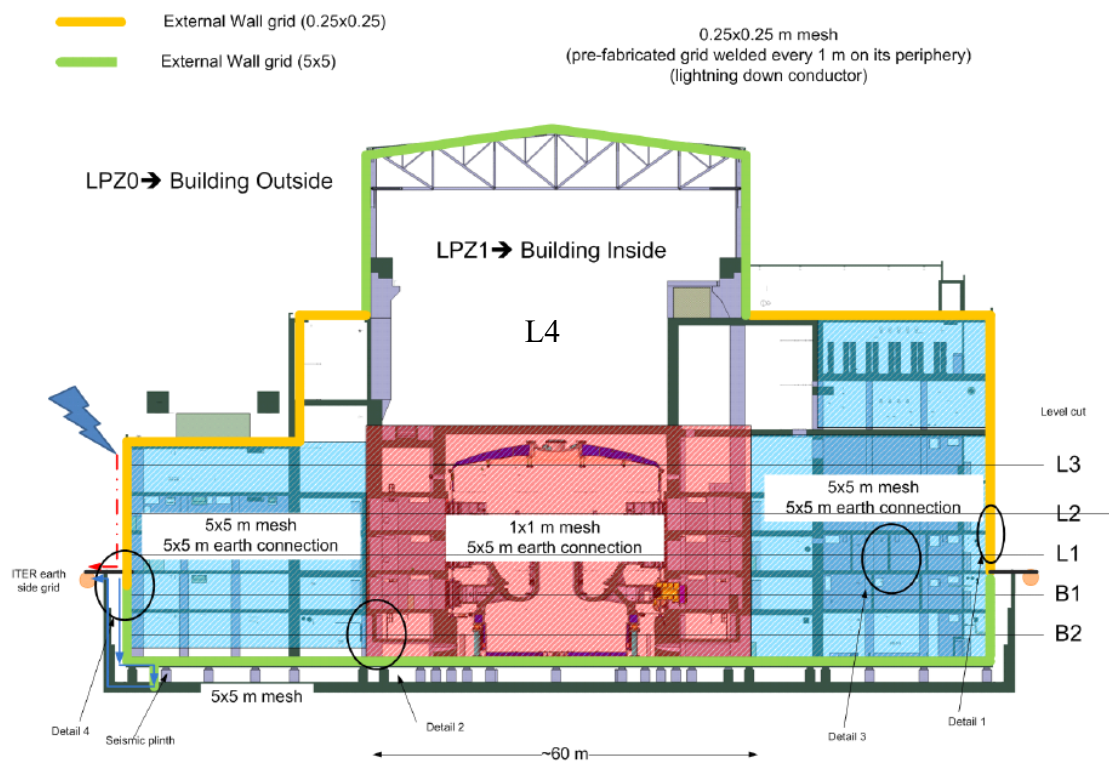 External Wall grid (0.25x0.25)
External Wall grid (5x5)
0.25x0.25 m mesh
(pre-fabricated grid welded every 1 m on its periphery)
(lightning down conductor)
LPZ0➔ Building Outside
LPZ1➔ Building Inside
L4
Level cut
L3
5x5 m mesh
5x5 m earth connection
L2
5x5 m mesh
5x5 m earth connection
1x1 m mesh
5x5 m earth connection
L1
ITER earth
side grid
B1
B2
5x5 m mesh
Detail 4
Seismic plinth
Detail 2
Detail 3
Detail 1
~60 m